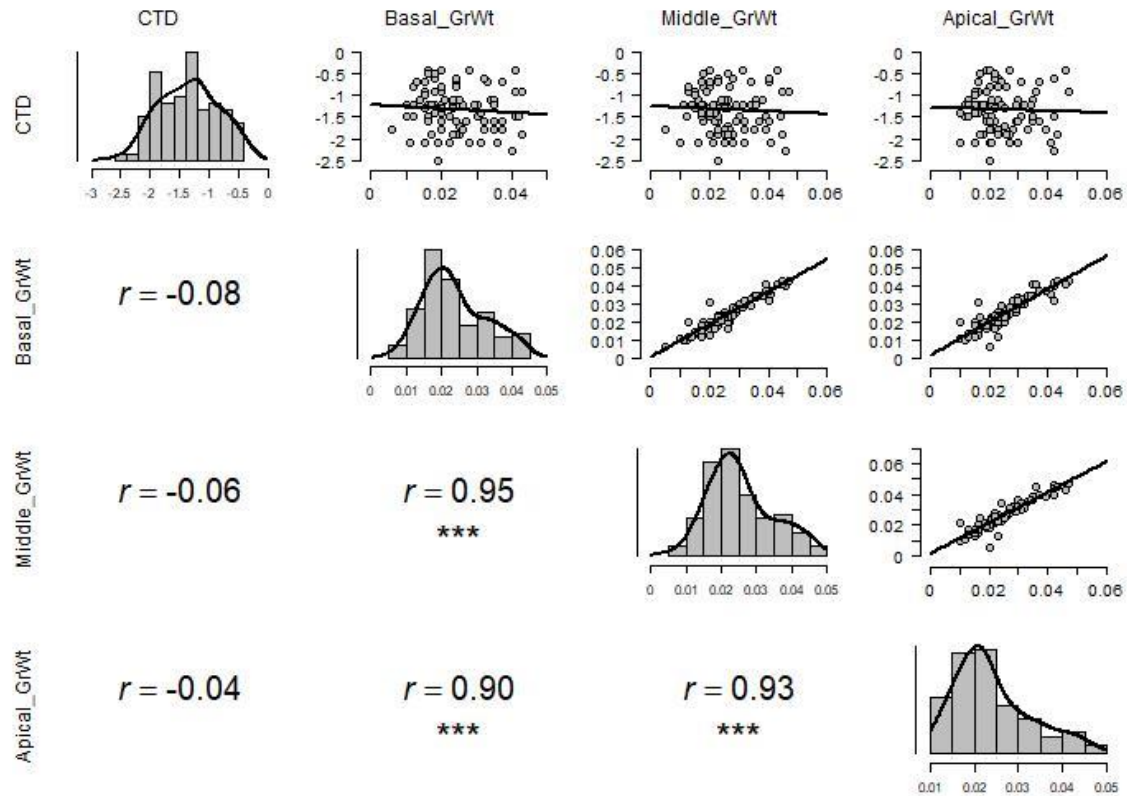 CTD Basal_GrWt Middle_GrWt Apical_GrWt
CTD
0 0 0
-0.5 -0.5 -0.5
-1 -1 -1
-1.5 -1.5 -1.5
-2 -2 -2
-2.5 -2.5 -2.5
-3 -2.5 -2 -1.5 -1 -0.5 0
0 0.02 0.04
0 0.02 0.04 0.06
0 0.02 0.04 0.06
Basal_GrWt
r = -0.08
0 0.01 0.02 0.03 0.04 0.05
0.06 0.06
0.05 0.05
0.04 0.04
0.03 0.03
0.02 0.02
0.01 0.01
0 0
0 0.02 0.04 0.06
0 0.02 0.04 0.06
Middle_GrWt
r = -0.06
r = 0.95
***
0 0.01 0.02 0.03 0.04 0.05
0.06
0.04
0.02
0
0 0.02 0.04 0.06
Apical_GrWt
r = -0.04
r = 0.90
***
r = 0.93
***
0.01 0.02 0.03 0.04 0.05